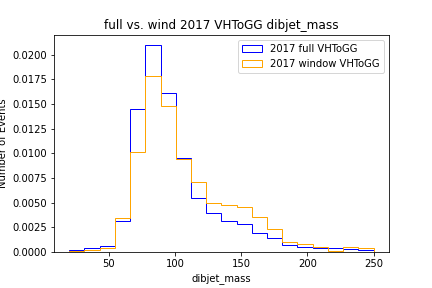 full vs. wind 2017 VHToGG dibjet_mass
2017 full VHToGG
2017 window VHToGG
Number of Events
0.0200
0.0175
0.0150
0.0125
0.0100
0.0075
0.0050
0.0025
0.0000
50
100
150
200
250
dibjet_mass